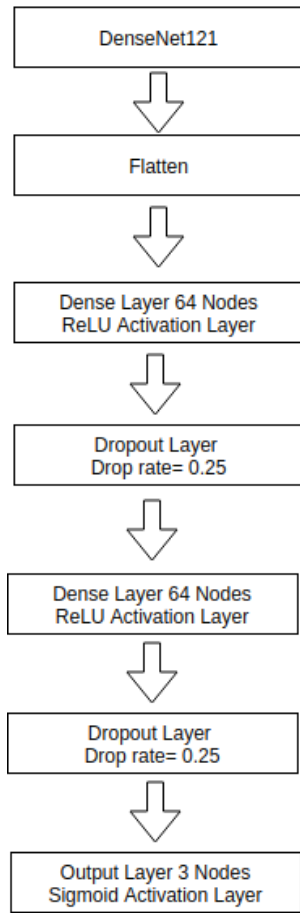 DenseNet121
Flatten
Dense Layer 64 Nodes
ReLU Activation Layer
Dropout Layer
Drop rate= 0.25
Dense Layer 64 Nodes
ReLU Activation Layer
Dropout Layer
Drop rate= 0.25
Output Layer 3 Nodes
Sigmoid Activation Layer